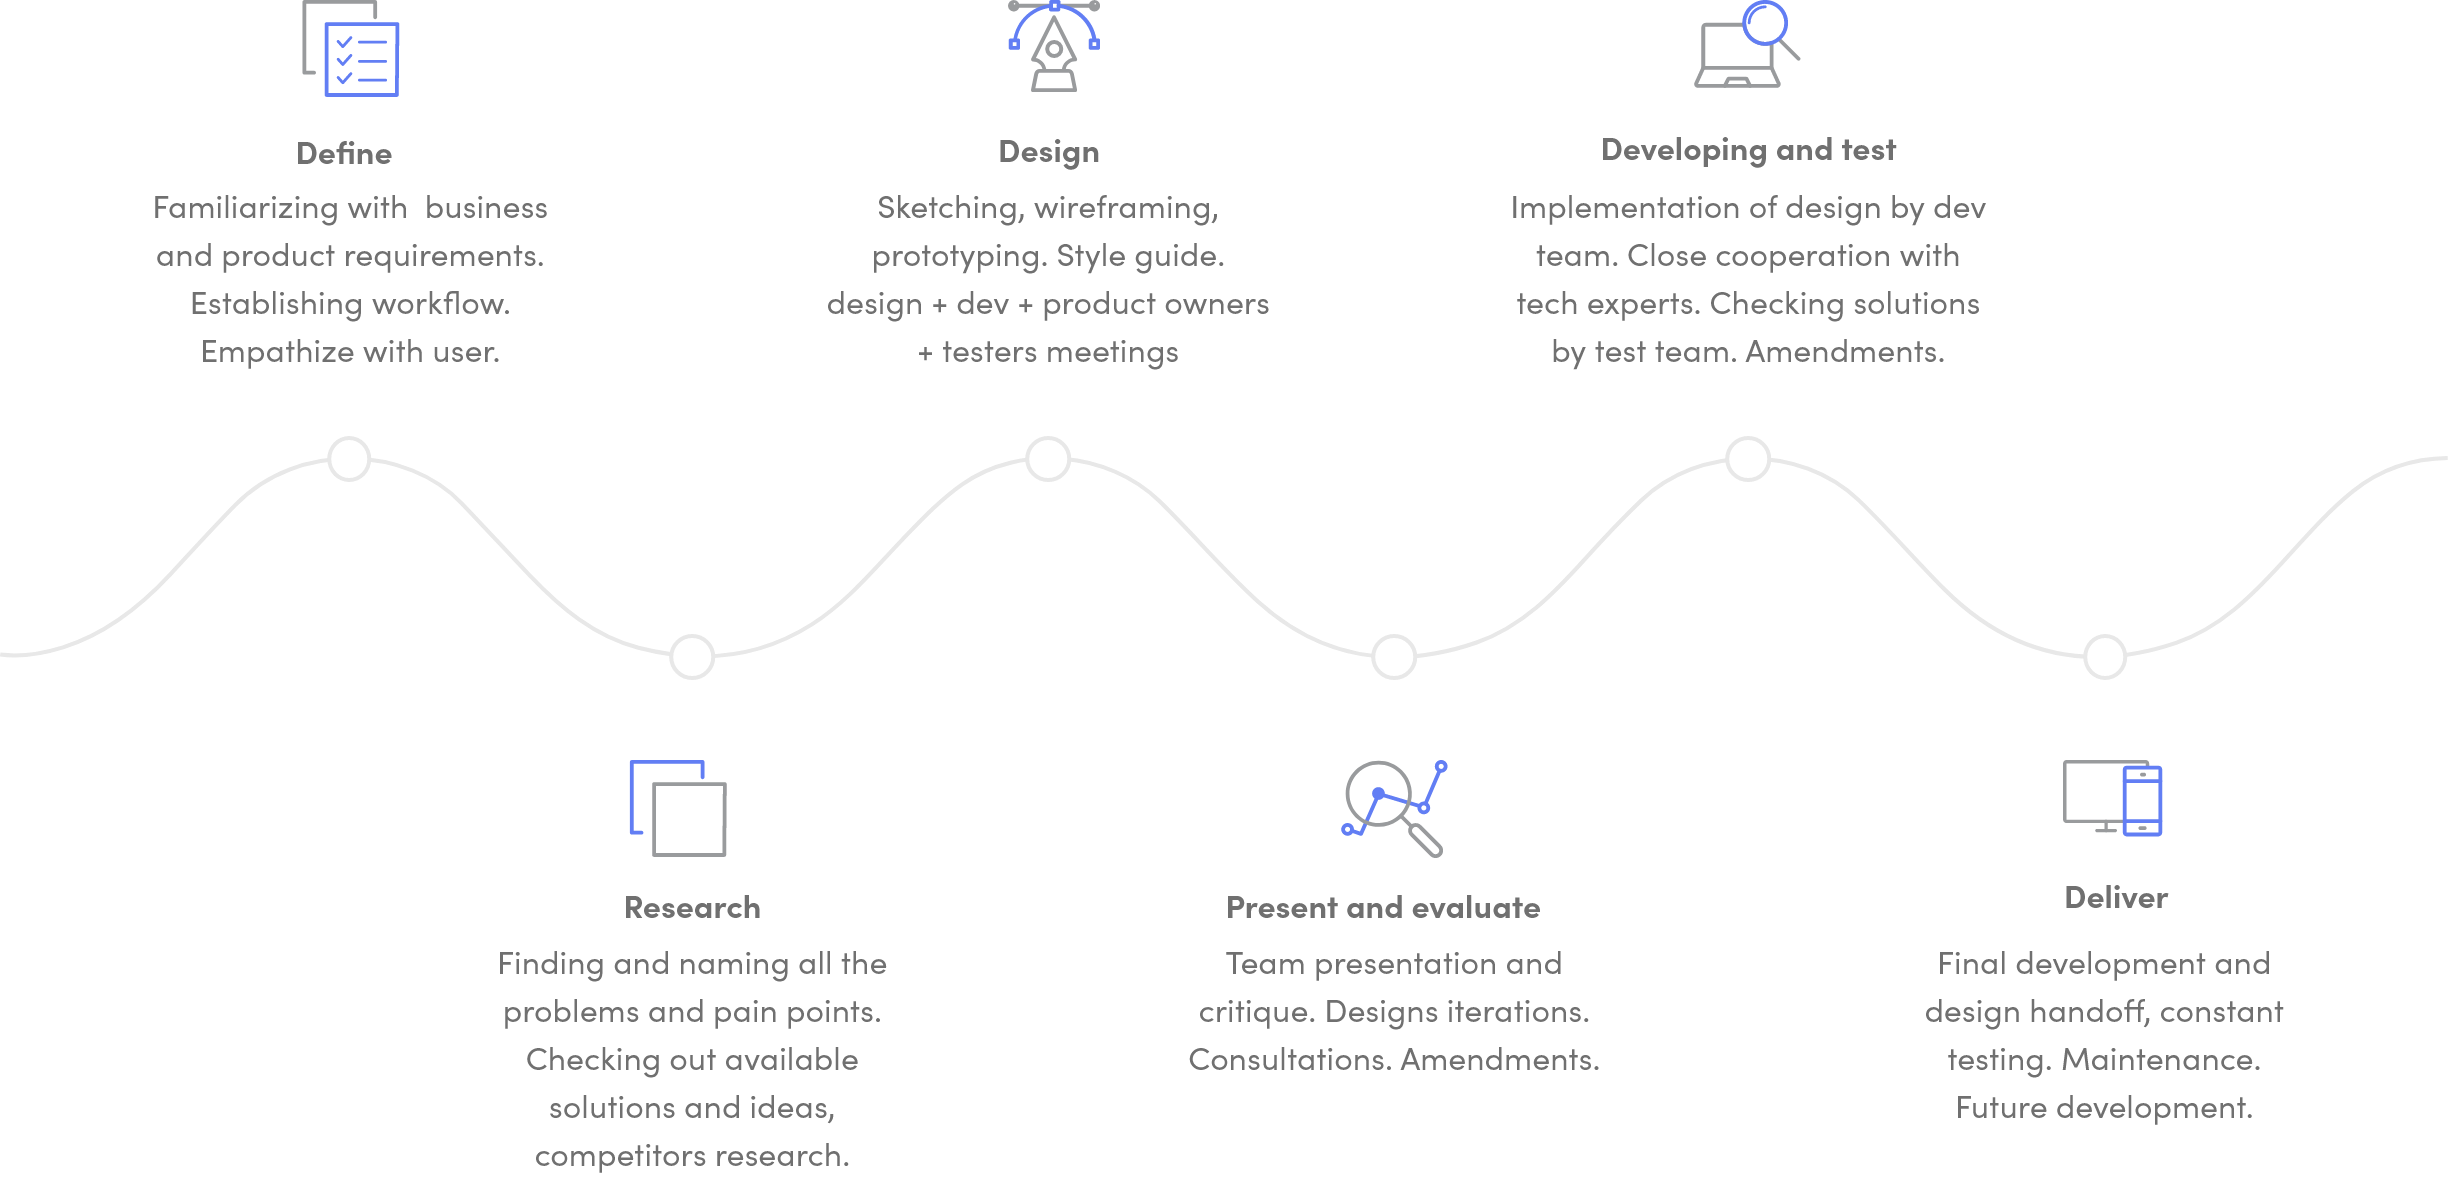 Define
Familiarizing with  business
and product requirements.
Establishing workflow.
Empathize with user.
Research
Finding and naming all the
problems and pain points.
Checking out available
solutions and ideas,
competitors research.
Design
Sketching, wireframing,
prototyping. Style guide.
design + dev + product owners
+ testers meetings
Present and evaluate
Team presentation and
critique. Designs iterations.
Consultations. Amendments.
Developing and test
Implementation of design by dev
team. Close cooperation with
tech experts. Checking solutions
by test team. Amendments.
Deliver
Final development and
design handoff, constant
testing. Maintenance.
Future development.